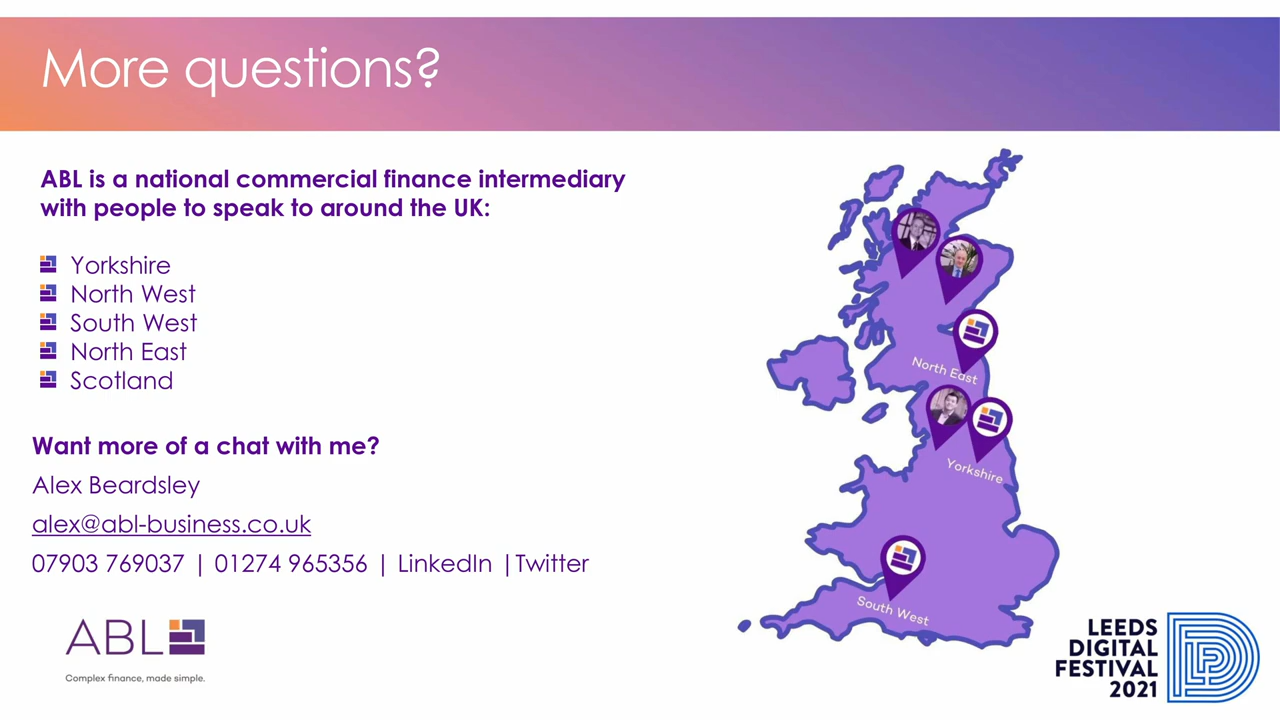 More questions?
ABL is a national commercial finance intermediary
with people to speak to around the UK:
Yorkshire
North West
South West
North East
Scotland
Want more of a chat with me?
Alex Beardsley
alex@abl-business.co.uk
07903 769037 | 01274 965356 | LinkedIn |Twitter
ABL
Complex finance, made simple.
North East
Yorkshire
South West
LEEDS
DIGITAL
FESTIVAL
2021